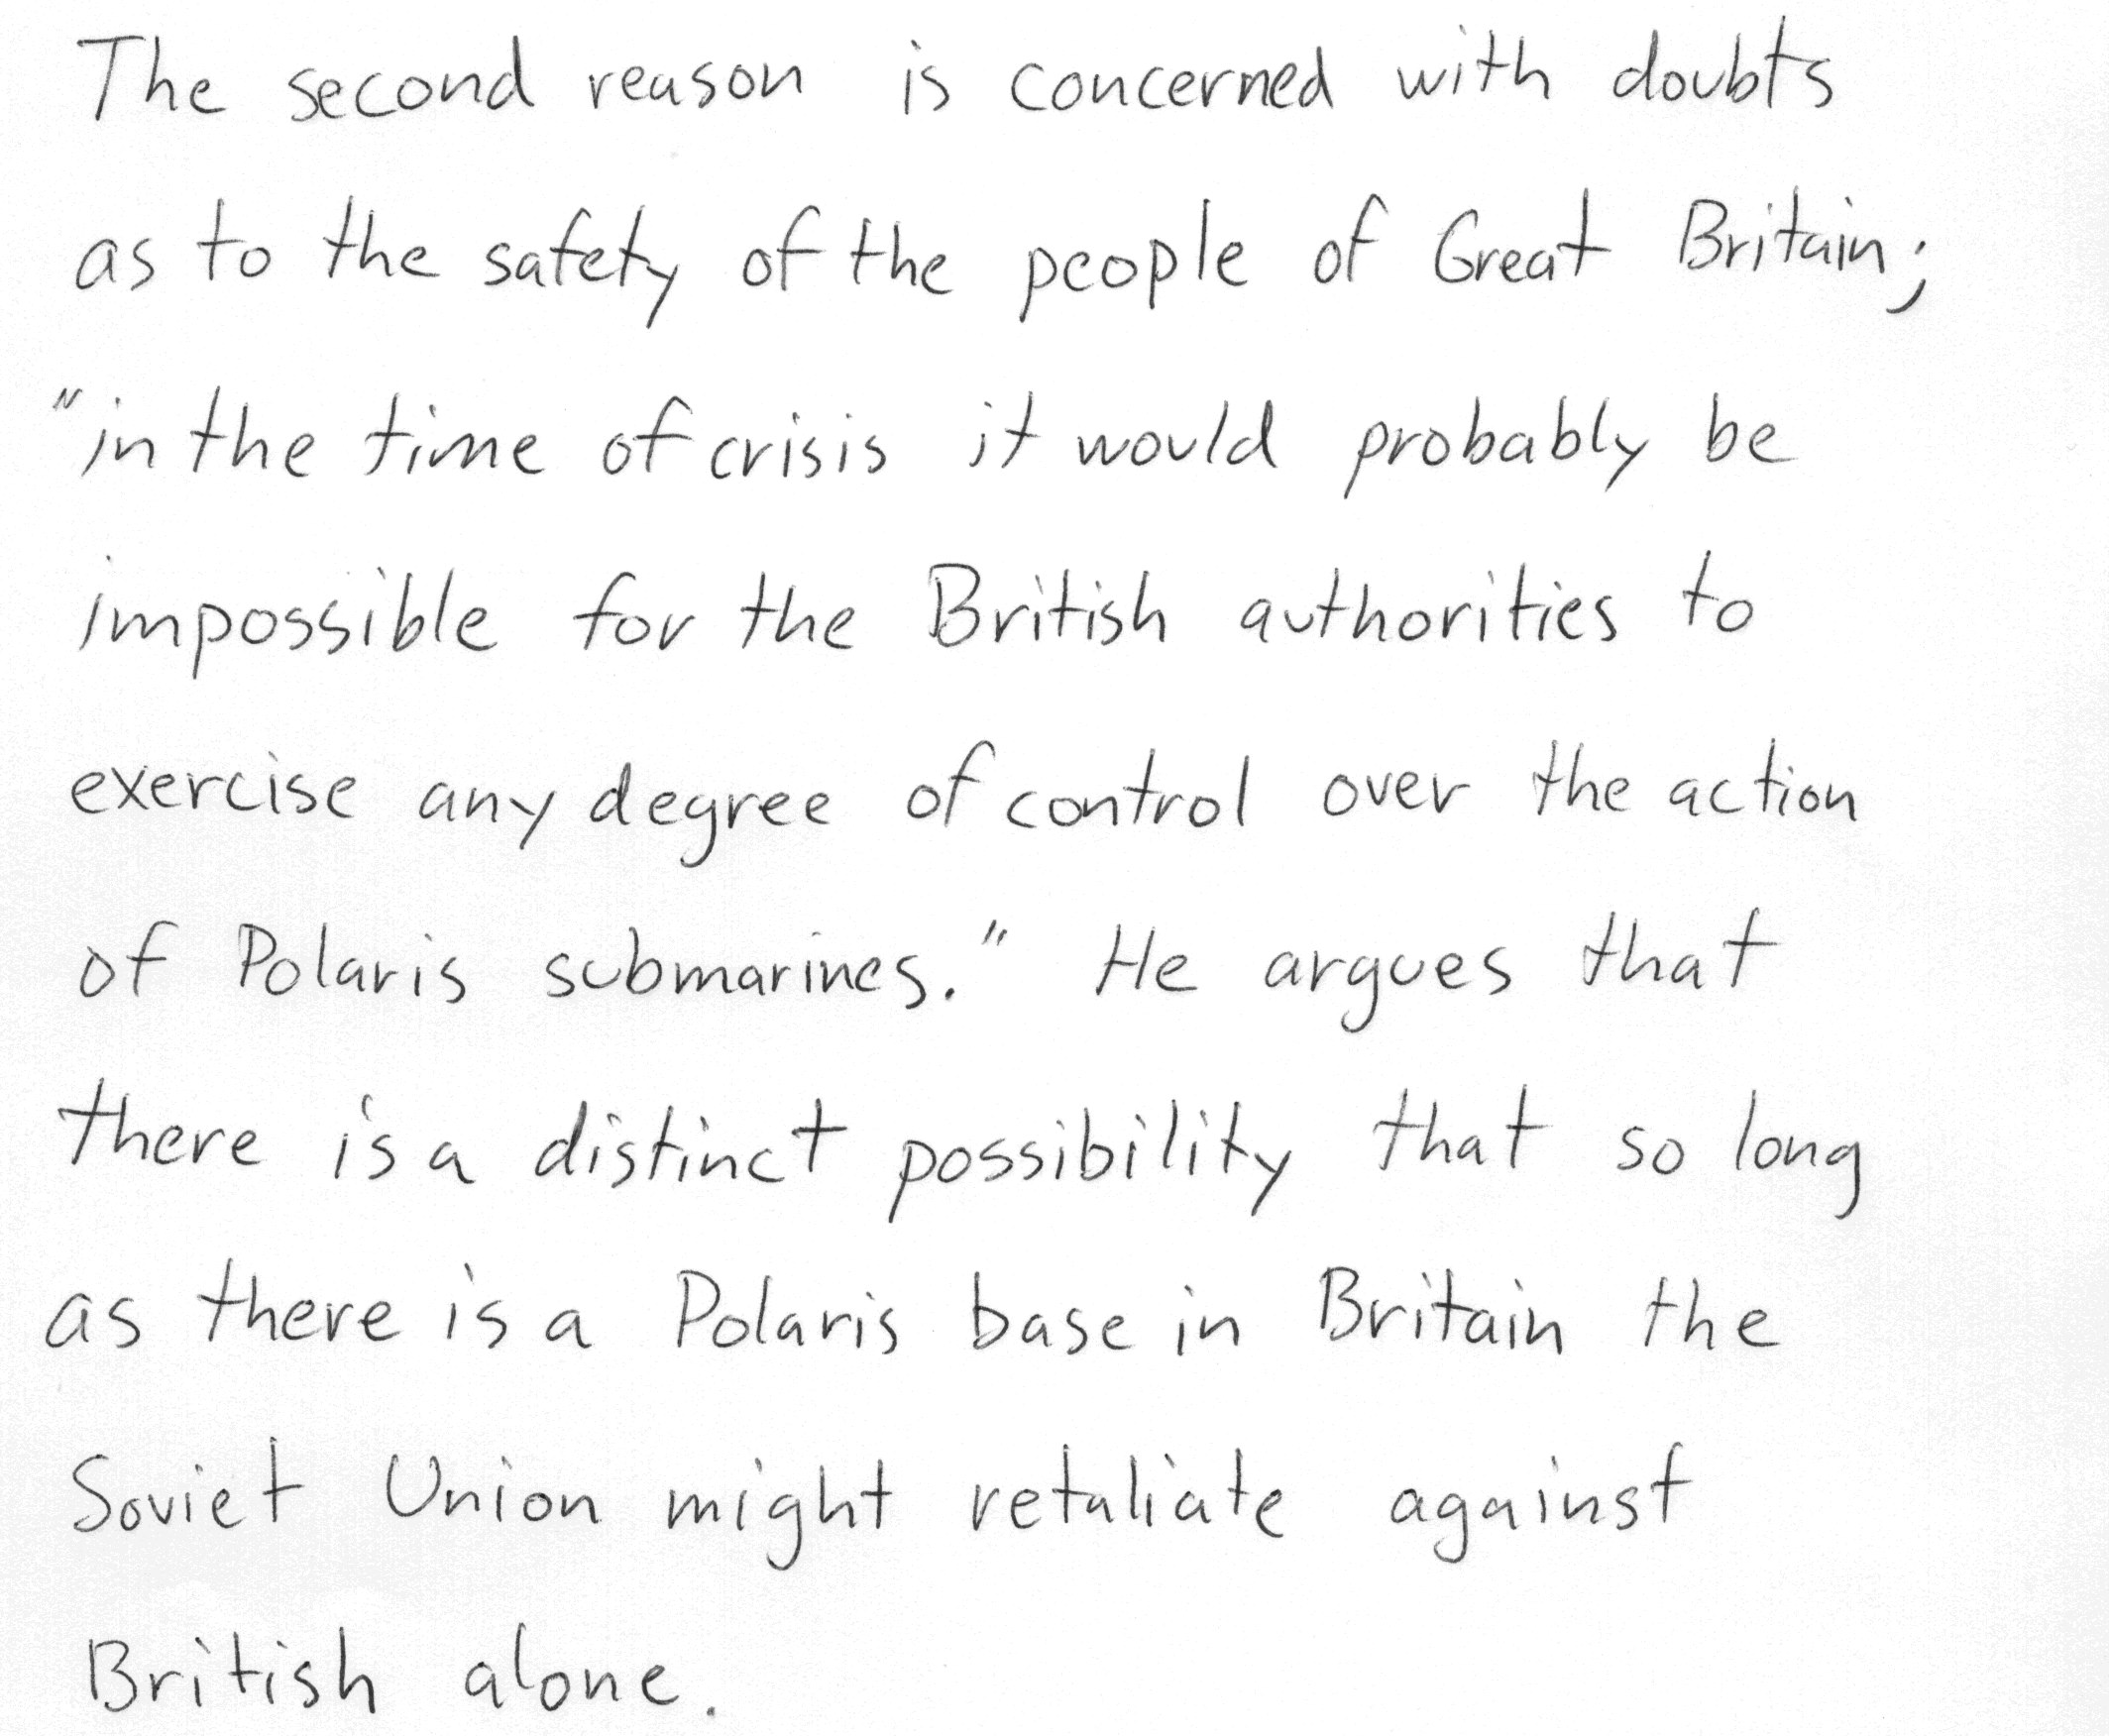 The second reason is concerned with doubts
as to the safety of the people of Great Britain;
"in the time of crisis it would probably be
impossible for the British authorities to
exercise any degree of control over the action
of Polaris submarines." He argues that
there is a distinct possibility that so long
as there is a Polaris base in Britain the
Soviet Union might retaliate against
British alone.